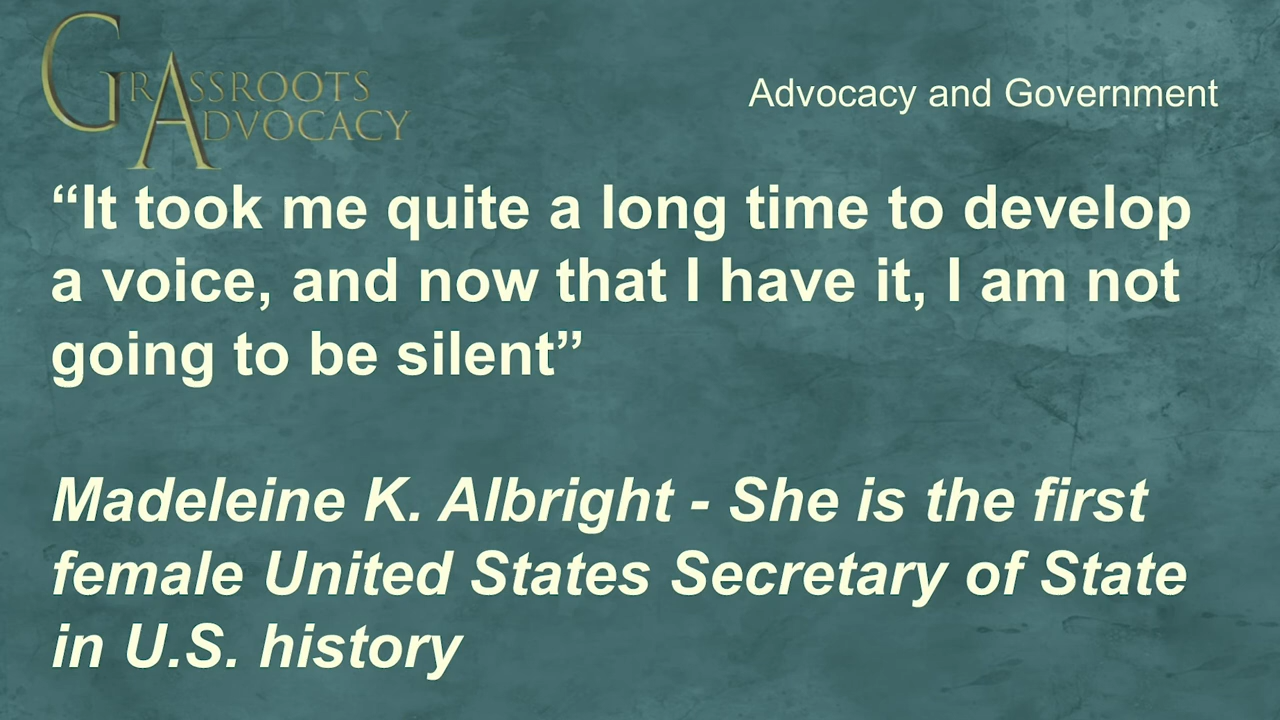 GRASSROOTS
ADVOCACY
Advocacy and Government
“It took me quite a long time to develop
a voice, and now that I have it, I am not
going to be silent”
Madeleine K. Albright - She is the first
female United States Secretary of State
in U.S. history